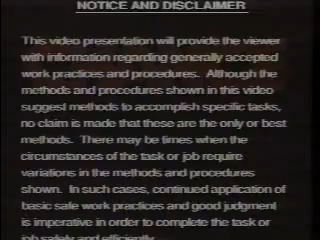 NOTICE AND DISCLAIMER
This video presentation will provide the viewer
with information regarding generally accepted
work practices and procedures. Although the
methods and procedures shown in this video
suggest methods to accomplish specific tasks,
no claim is made that these are the only or best
methods. There may be times when the
circumstances of the task or job require
variations in the methods and procedures
shown. In such cases, continued application of
basic safe work practices and good judgment
is imperative in order to complete the task or
job safely and efficiently.